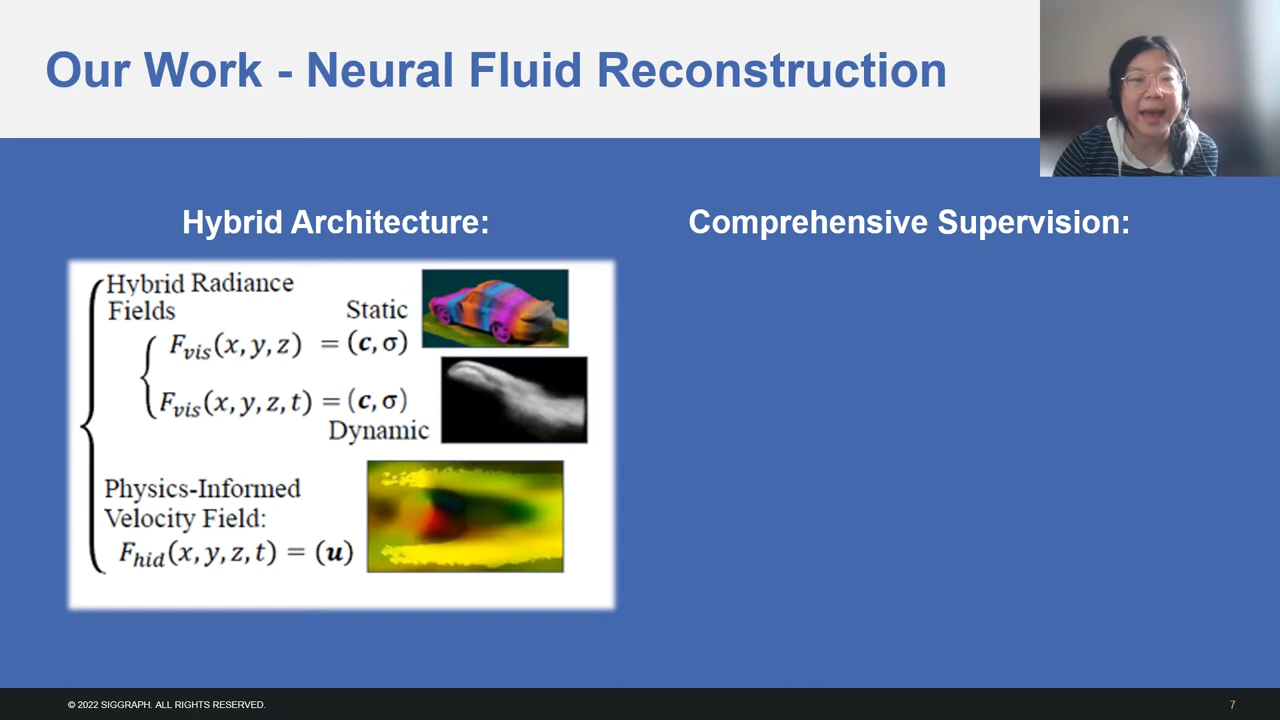 Our Work - Neural Fluid Reconstruction
Hybrid Architecture:
Hybrid Radiance
Fields
Static
F_vis(x, y, z) = (c, σ)
F_vis(x, y, z, t) = (c, σ)
Dynamic
Physics-Informed
Velocity Field:
F_hid(x, y, z, t) = (u)
Comprehensive Supervision:
© 2022 SIGGRAPH. ALL RIGHTS RESERVED.
7